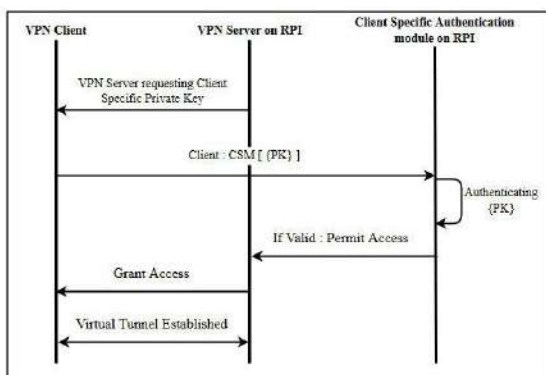 VPN Client
VPN Server on RPI
Client Specific Authentication
module on RPI
VPN Server requesting Client
Specific Private Key
Client : CSM [ {PK} ]
Authenticating
{PK}
If Valid : Permit Access
Grant Access
Virtual Tunnel Established